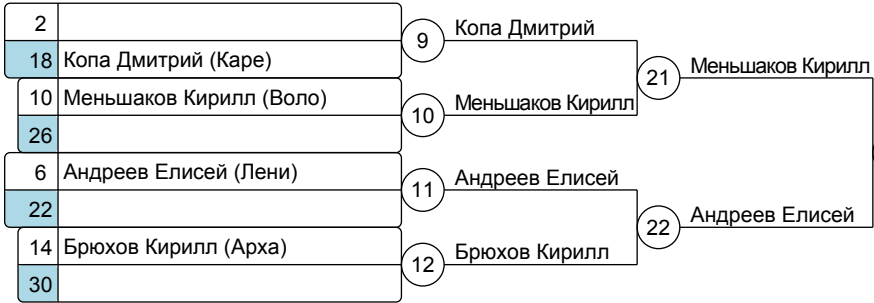 2
18 Копа Дмитрий (Каре)
10 Меньшаков Кирилл (Воло)
26
6 Андреев Елисей (Лени)
22
14 Брюхов Кирилл (Арха)
30
9 Копа Дмитрий
10 Меньшаков Кирилл
11 Андреев Елисей
12 Брюхов Кирилл
21 Меньшаков Кирилл
22 Андреев Елисей